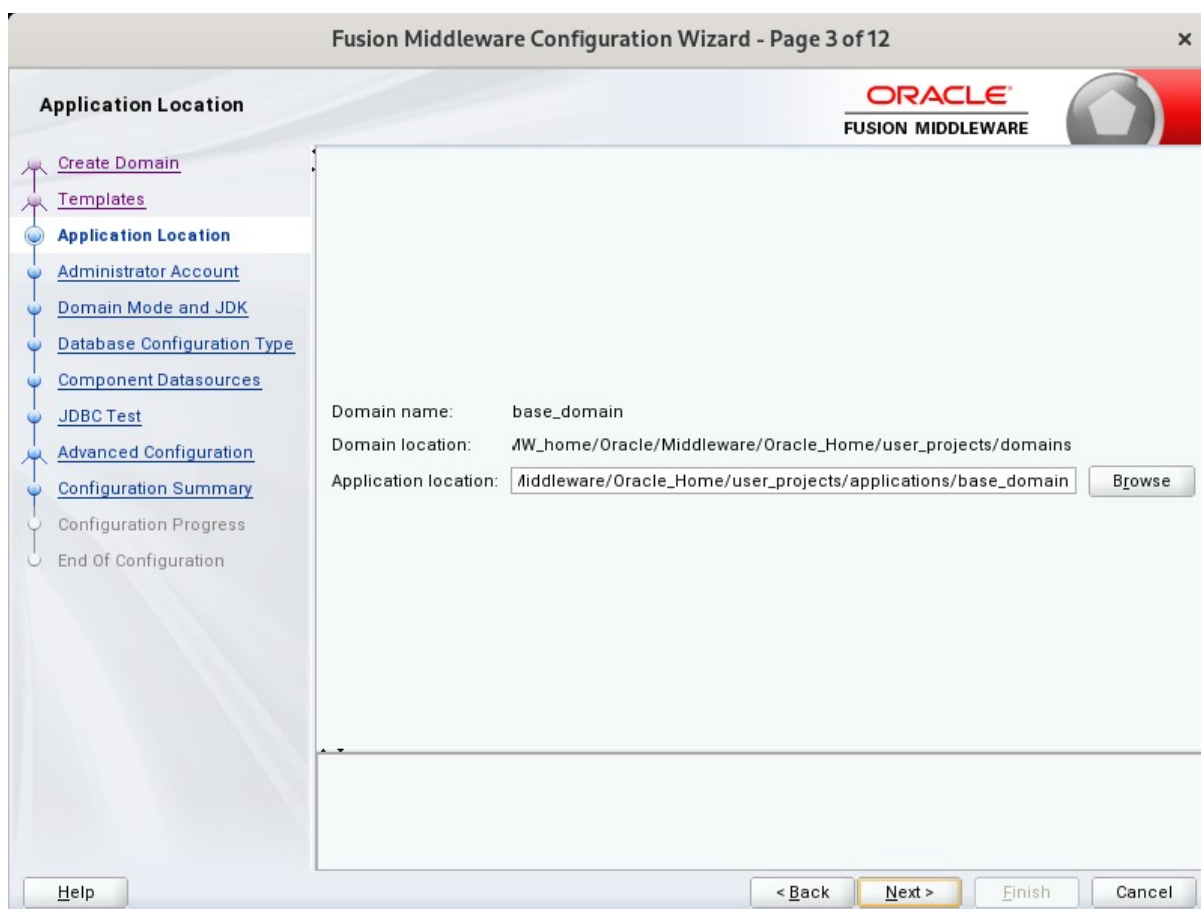 Fusion Middleware Configuration Wizard - Page 3 of 12
Application Location
ORACLE
FUSION MIDDLEWARE
Create Domain
Templates
Application Location
Administrator Account
Domain Mode and JDK
Database Configuration Type
Component Datasources
JDBC Test
Advanced Configuration
Configuration Summary
Configuration Progress
End Of Configuration
Domain name: base_domain
Domain location: MW_home/Oracle/Middleware/Oracle_Home/user_projects/domains
Application location: Middleware/Oracle_Home/user_projects/applications/base_domain Browse
Help < Back Next > Finish Cancel